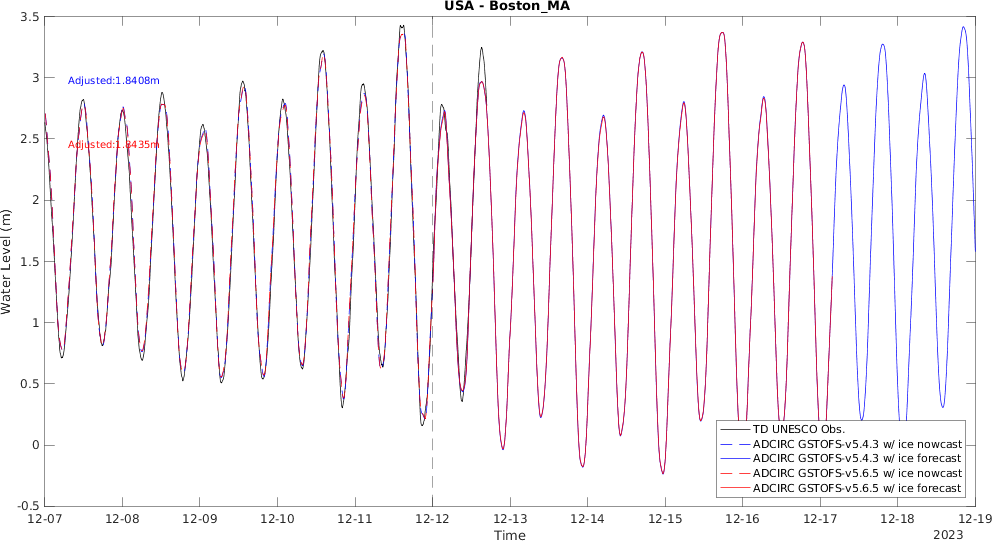 USA - Boston_MA
3.5
3
2.5
2
1.5
1
0.5
0
-0.5
Water Level (m)
Adjusted:1.8408m
Adjusted:1.8435m
TD UNESCO Obs.
ADCIRC GSTOFS-v5.4.3 w/ ice nowcast
ADCIRC GSTOFS-v5.4.3 w/ ice forecast
ADCIRC GSTOFS-v5.6.5 w/ ice nowcast
ADCIRC GSTOFS-v5.6.5 w/ ice forecast
12-07 12-08 12-09 12-10 12-11 12-12 12-13 12-14 12-15 12-16 12-17 12-18 12-19
Time
2023